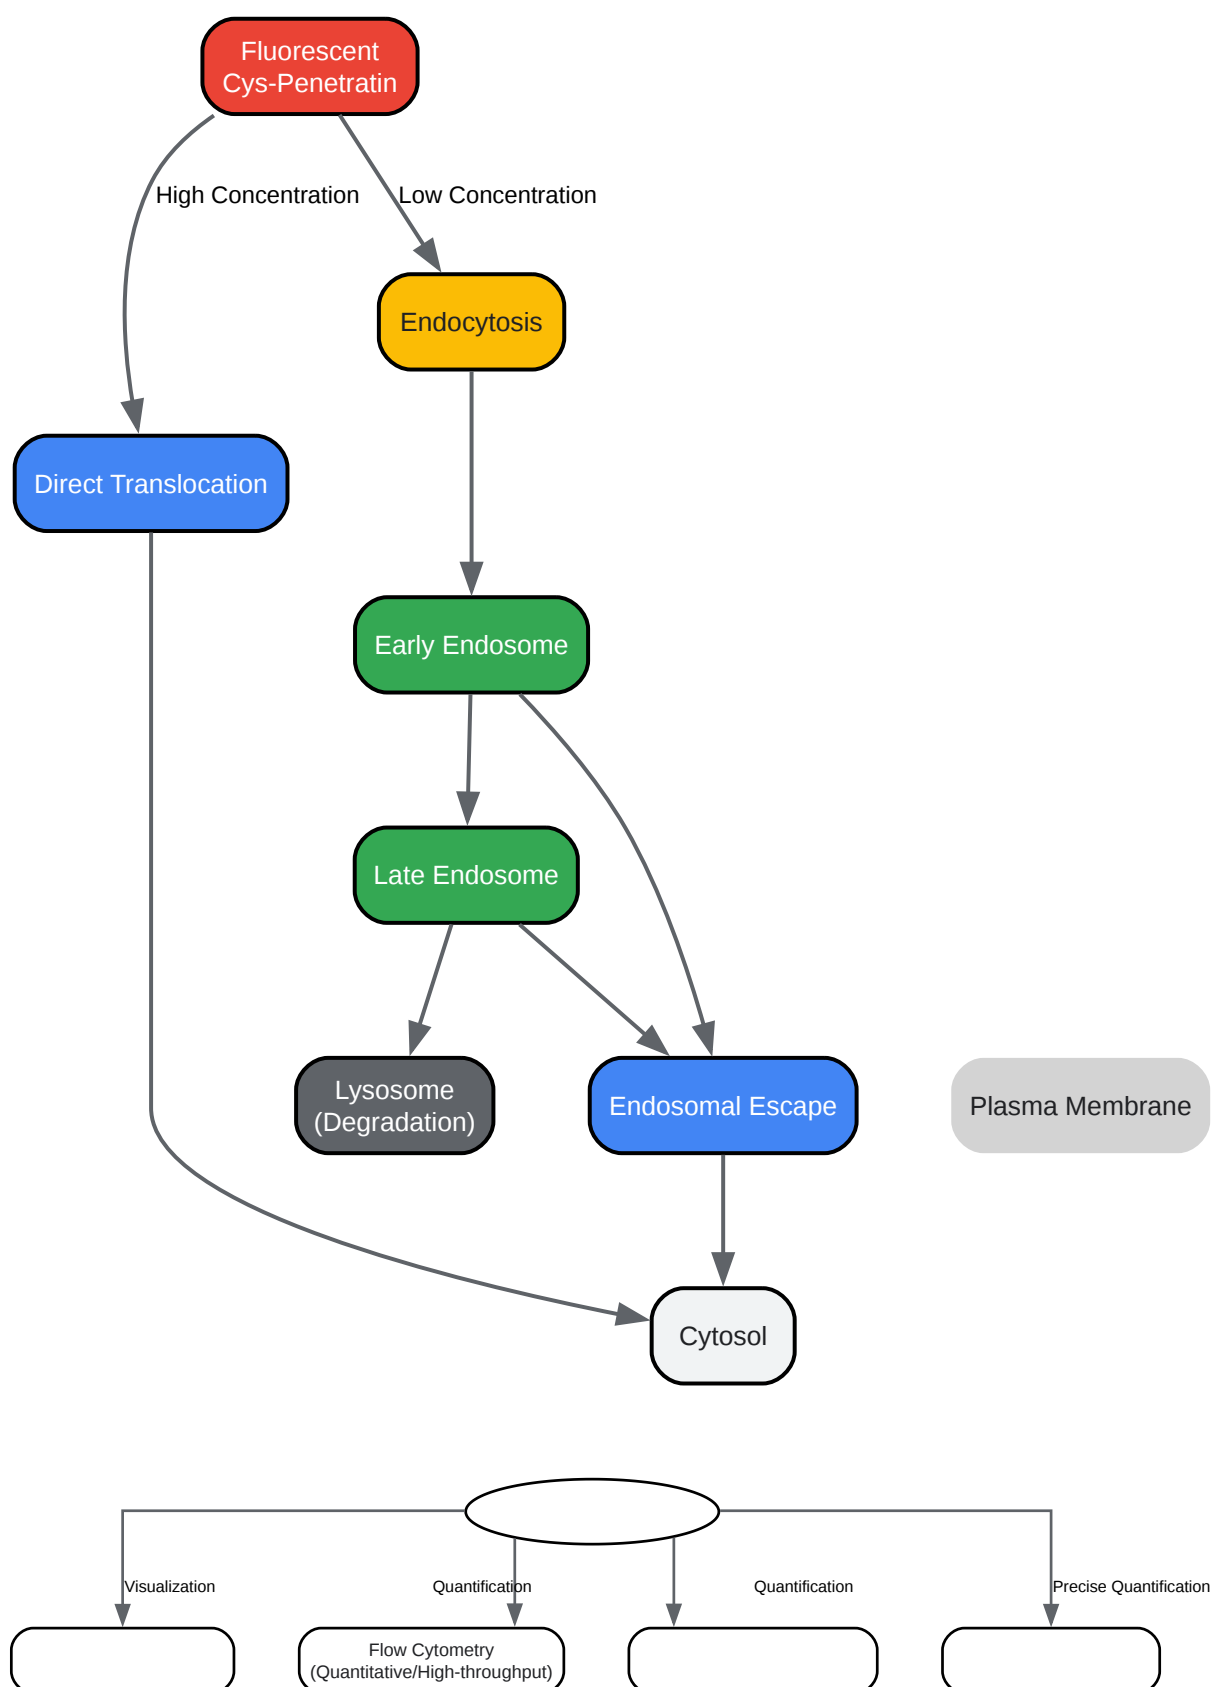 Fluorescent
Cys-Penetratin
High Concentration
Low Concentration
Endocytosis
Direct Translocation
Early Endosome
Late Endosome
Lysosome
(Degradation)
Endosomal Escape
Plasma Membrane
Cytosol
Visualization
Quantification
Quantification
Precise Quantification
Flow Cytometry
(Quantitative/High-throughput)